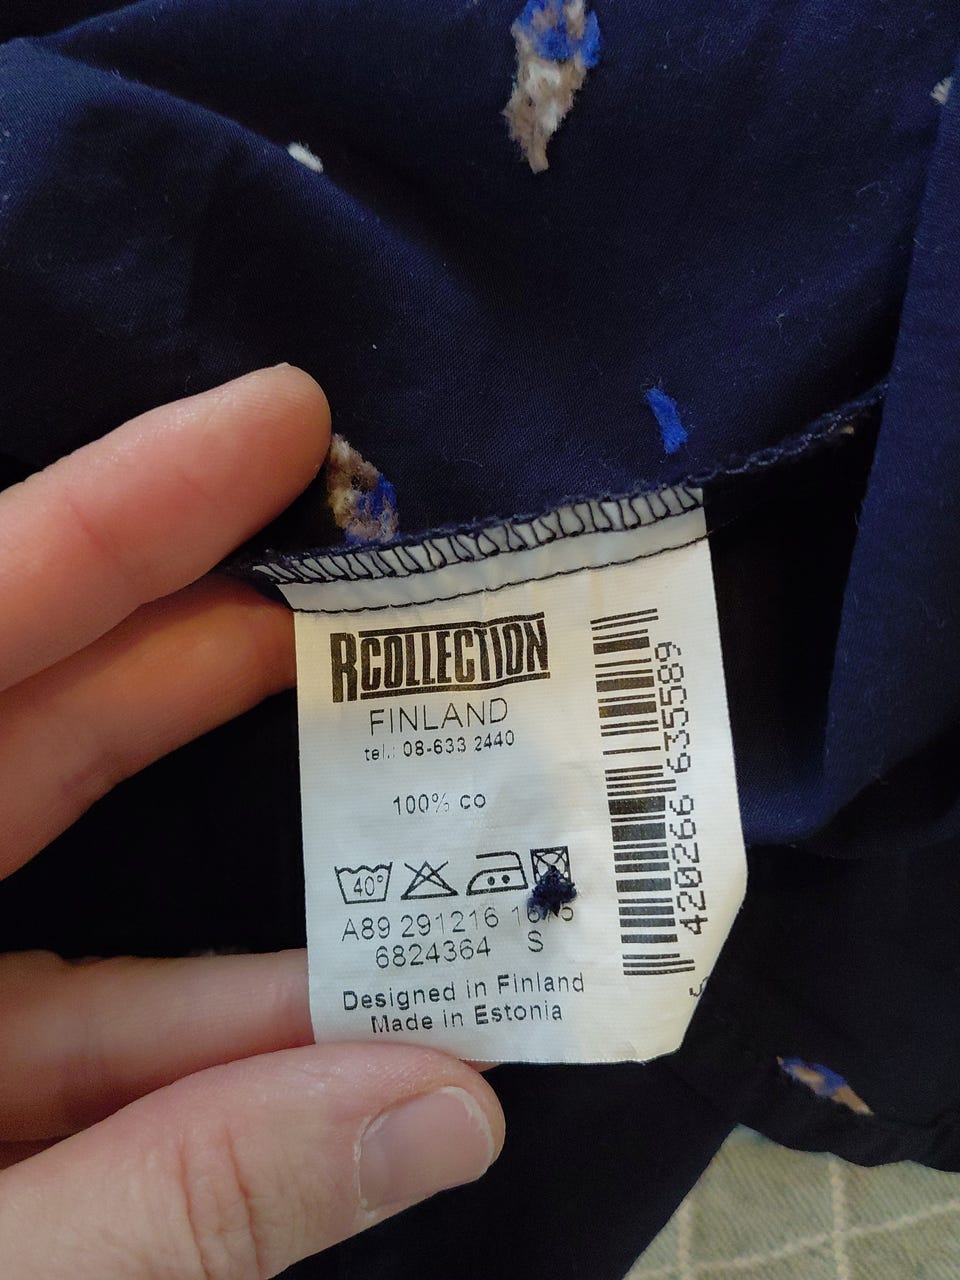 RCOLLECTION
FINLAND
tel.: 08-633 2440
100% co
40°
A89 291216
6824364 S
Designed in Finland
Made in Estonia
420266 635589